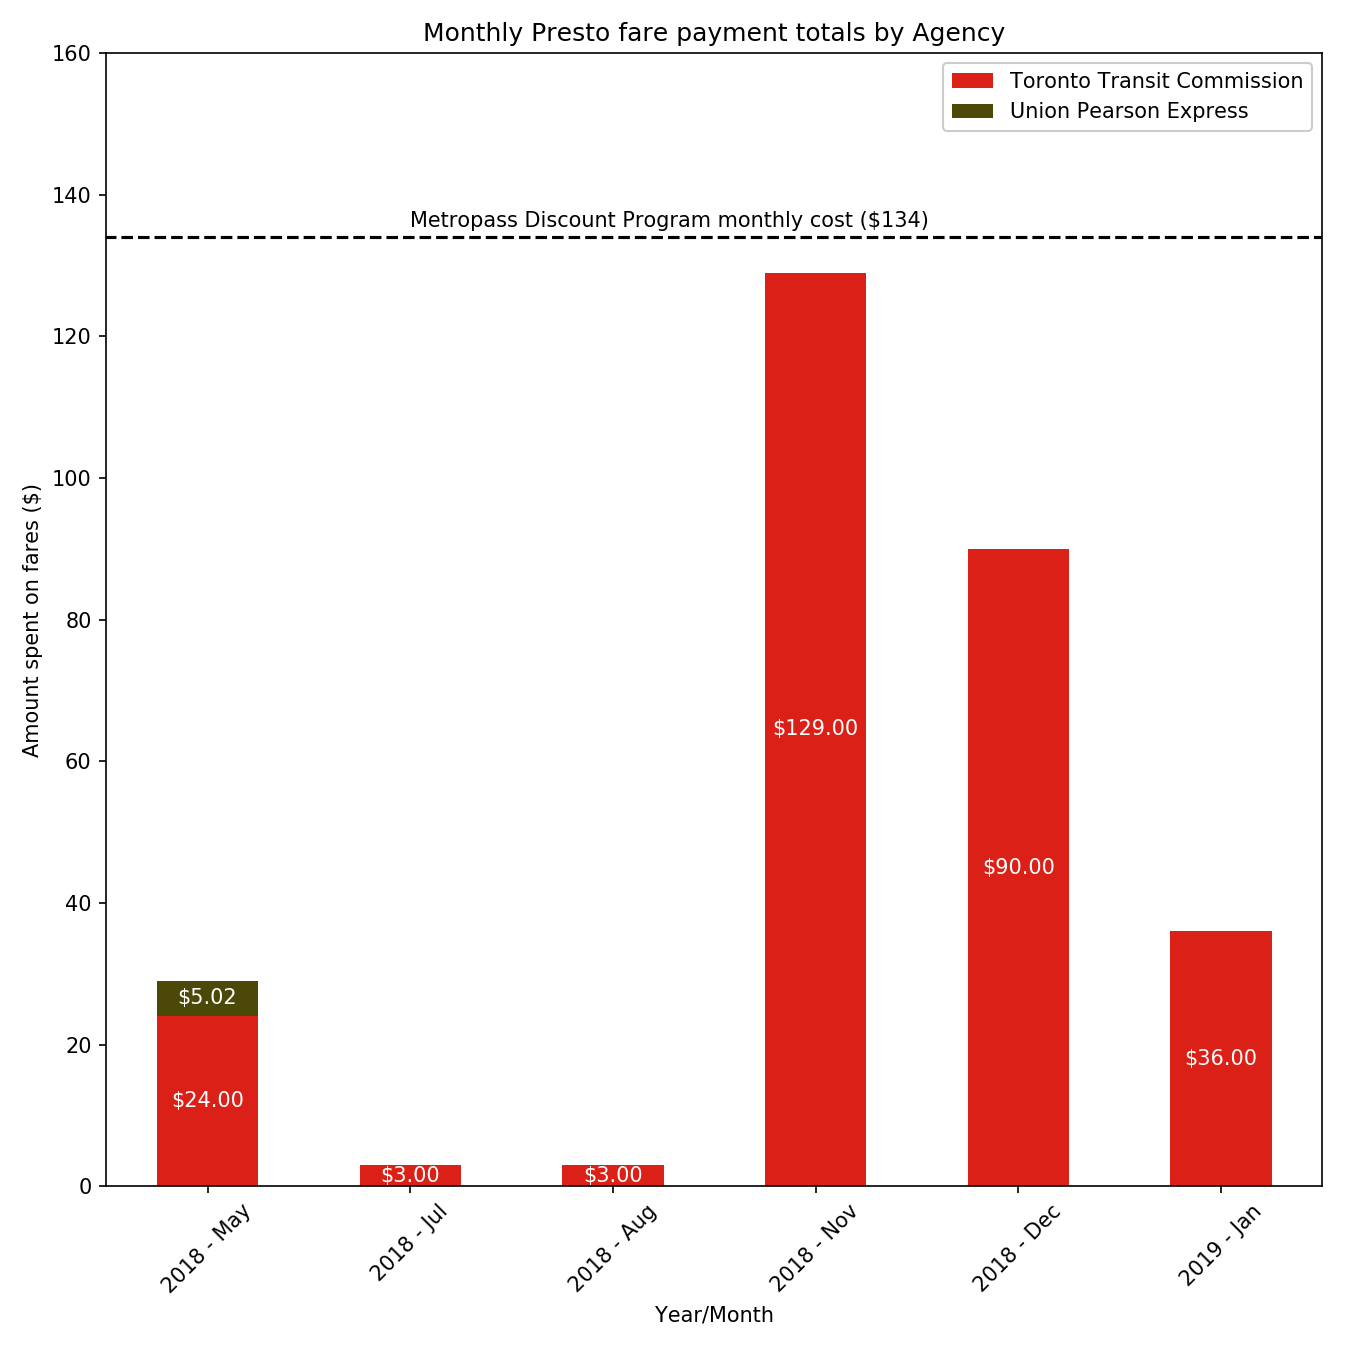 Monthly Presto fare payment totals by Agency
Toronto Transit Commission
Union Pearson Express
Metropass Discount Program monthly cost ($134)
Amount spent on fares ($)
160
140
120
100
80
60
40
20
0
$5.02
$24.00
$3.00
$3.00
$129.00
$90.00
$36.00
2018 - May
2018 - Jul
2018 - Aug
2018 - Nov
2018 - Dec
2019 - Jan
Year/Month